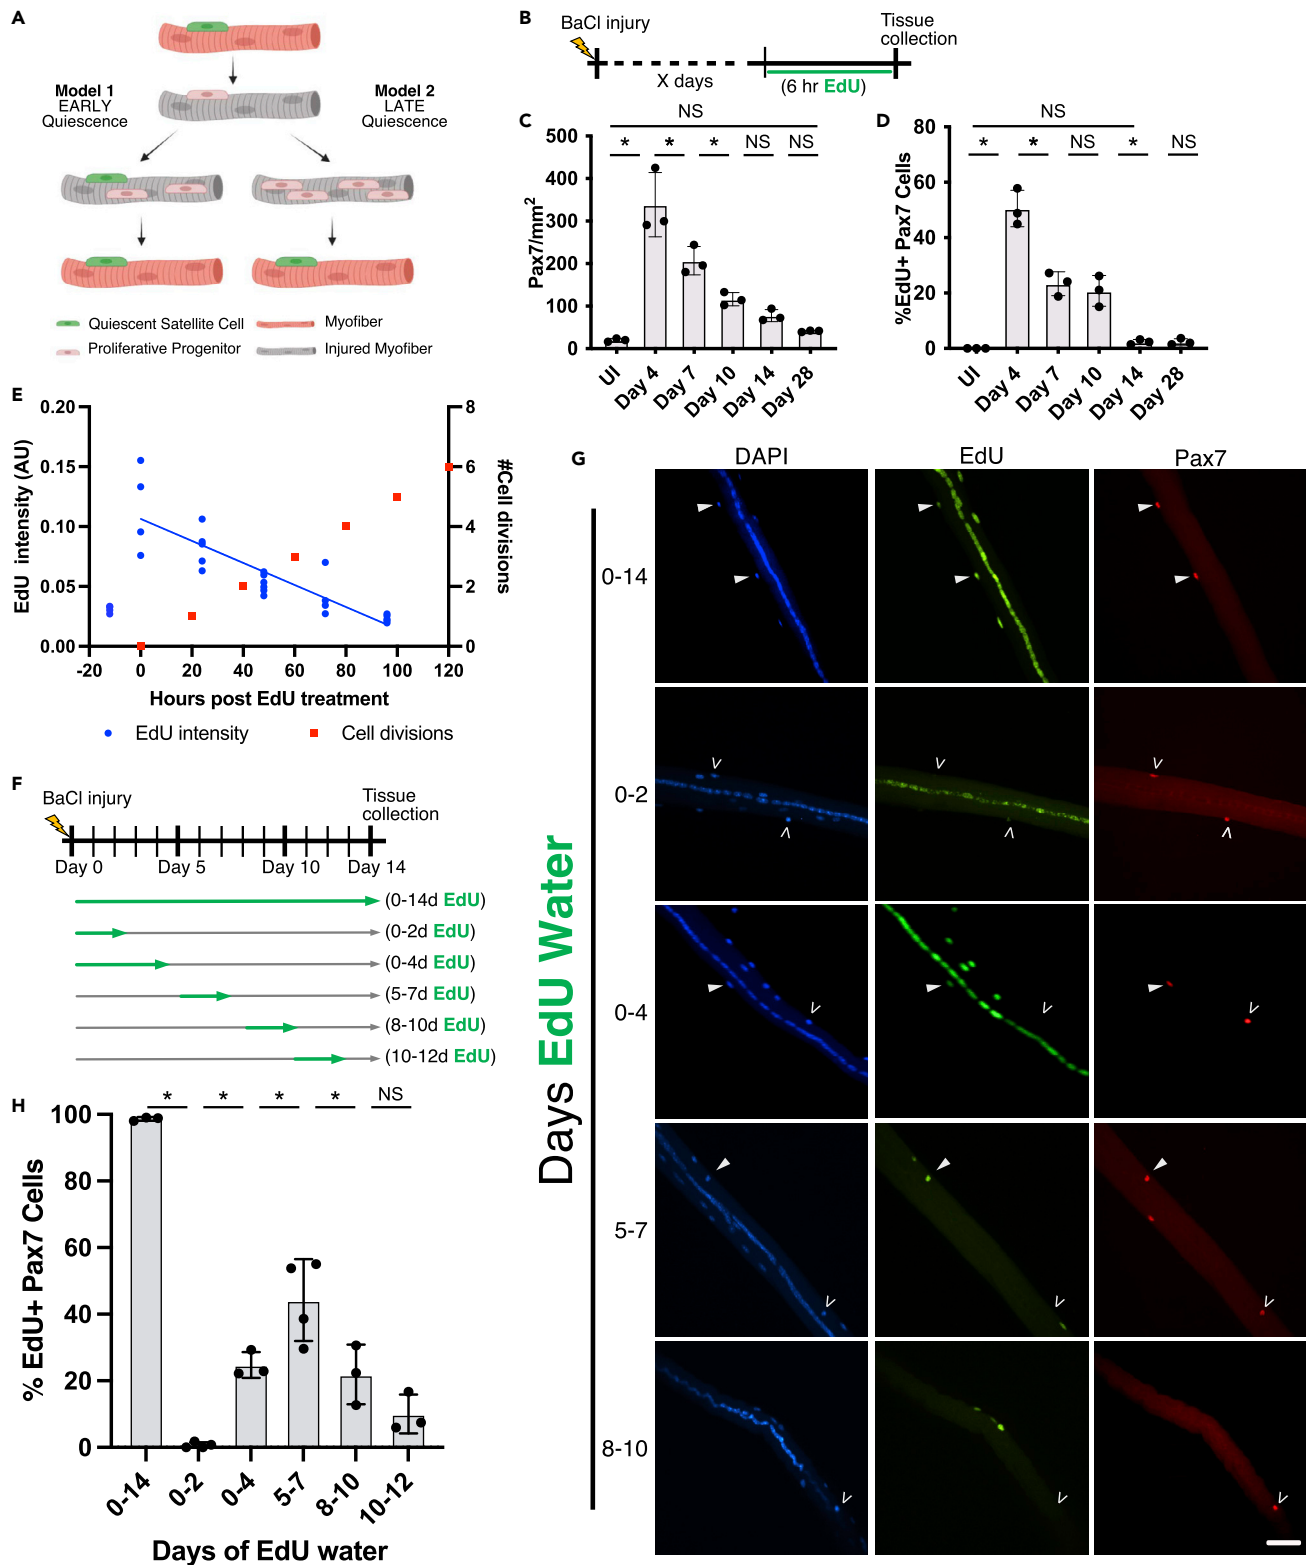 A
Model 1
EARLY
Quiescence
Model 2
LATE
Quiescence
Quiescent Satellite Cell
Myofiber
Proliferative Progenitor
Injured Myofiber
B
BaCl injury
Tissue
collection
X days
(6 hr EdU)
C
NS
* * * NS NS
Pax7/mm2
500
400
300
200
100
0
UI
Day 4
Day 7
Day 10
Day 14
Day 28
D
NS
* * NS * NS
%EdU+ Pax7 Cells
80
60
40
20
0
UI
Day 4
Day 7
Day 10
Day 14
Day 28
E
EdU intensity (AU)
0.20
0.15
0.10
0.05
0.00
8
6
4
2
0
#Cell divisions
-20 0 20 40 60 80 100 120
Hours post EdU treatment
EdU intensity
Cell divisions
F
BaCl injury
Tissue
collection
Day 0 Day 5 Day 10 Day 14
(0-14d EdU)
(0-2d EdU)
(0-4d EdU)
(5-7d EdU)
(8-10d EdU)
(10-12d EdU)
G
DAPI EdU Pax7
Days EdU Water
0-14
0-2
0-4
5-7
8-10
H
* * * * NS
% EdU+ Pax7 Cells
100
80
60
40
20
0
0-14
0-2
0-4
5-7
8-10
10-12
Days of EdU water